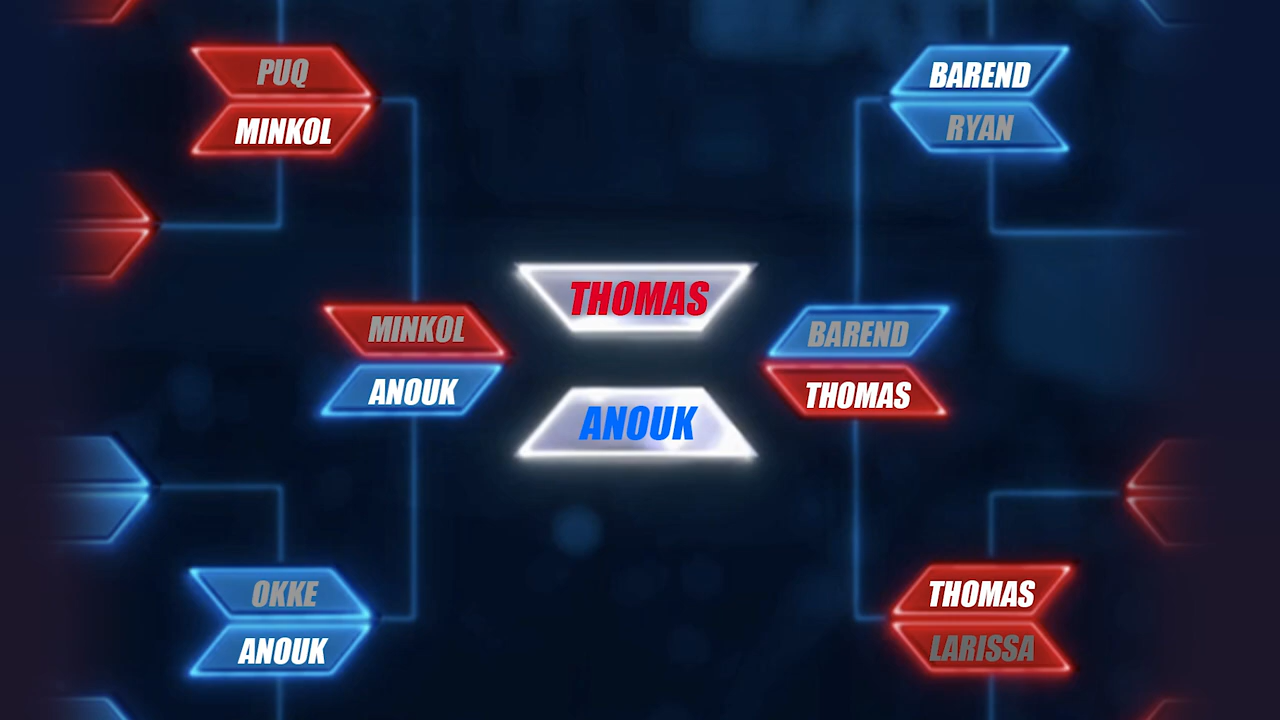 PUQ
MINKOL
BAREND
RYAN
THOMAS
ANOUK
MINKOL
ANOUK
BAREND
THOMAS
OKKE
ANOUK
THOMAS
LARISSA